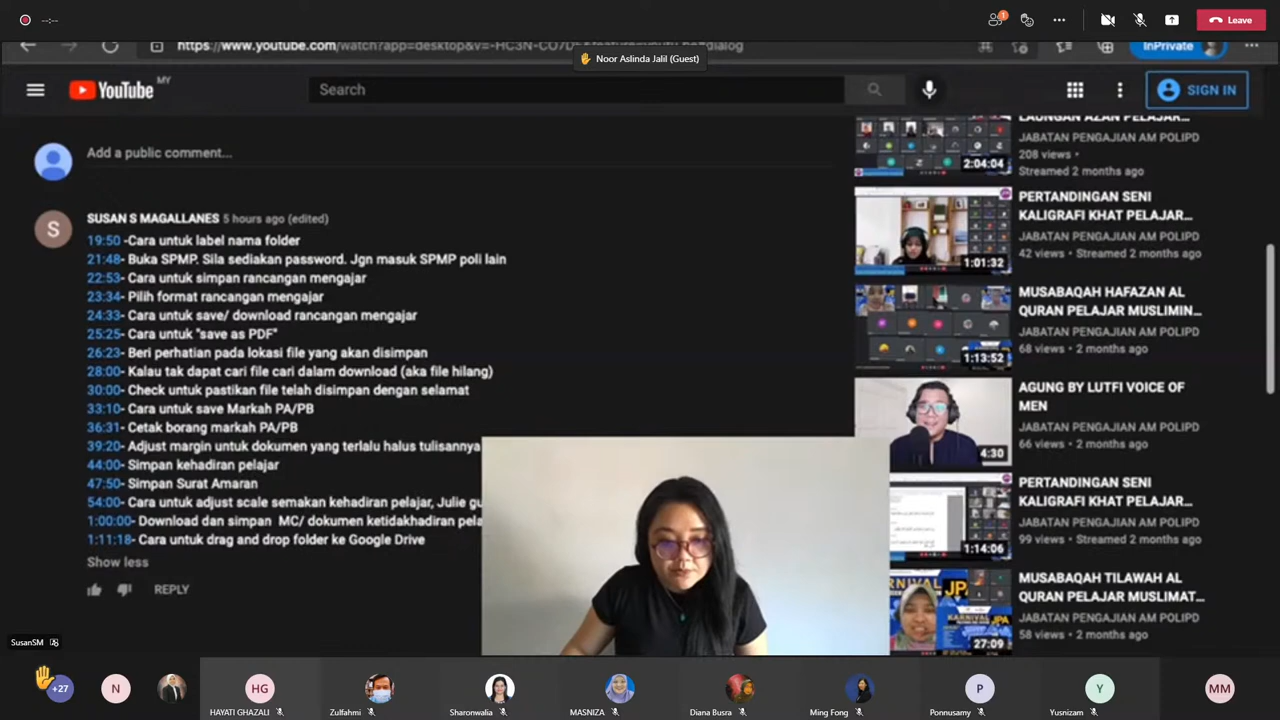 --:--
1
Leave
https://www.youtube.com/watch?app=desktop&v=-HC3N-CO7D
InPrivate
Noor Aslinda Jalil (Guest)
YouTube MY
Search
SIGN IN
Add a public comment...
S
SUSAN S MAGALLANES 5 hours ago (edited)
19:50 -Cara untuk label nama folder
21:48- Buka SPMP. Sila sediakan password. Jgn masuk SPMP poli lain
22:53- Cara untuk simpan rancangan mengajar
23:34- Pilih format rancangan mengajar
24:33- Cara untuk save/ download rancangan mengajar
25:25- Cara untuk "save as PDF"
26:23- Beri perhatian pada lokasi file yang akan disimpan
28:00- Kalau tak dapat cari file cari dalam download (aka file hilang)
30:00- Check untuk pastikan file telah disimpan dengan selamat
33:10- Cara untuk save Markah PA/PB
36:31- Cetak borang markah PA/PB
39:20- Adjust margin untuk dokumen yang terlalu halus tulisannya
44:00- Simpan kehadiran pelajar
47:50- Simpan Surat Amaran
54:00- Cara untuk adjust scale semakan kehadiran pelajar, Julie gu
1:00:00- Download dan simpan MC/ dokumen ketidakhadiran pela
1:11:18- Cara untuk drag and drop folder ke Google Drive
Show less
REPLY
LAUNGAN AZAN PELAJAR...
JABATAN PENGAJIAN AM POLIPD
208 views •
Streamed 2 months ago
2:04:04
PERTANDINGAN SENI
KALIGRAFI KHAT PELAJAR...
JABATAN PENGAJIAN AM POLIPD
42 views • Streamed 2 months ago
1:01:32
MUSABAQAH HAFAZAN AL
QURAN PELAJAR MUSLIMIN...
JABATAN PENGAJIAN AM POLIPD
68 views • 2 months ago
1:13:52
AGUNG BY LUTFI VOICE OF
MEN
JABATAN PENGAJIAN AM POLIPD
66 views • 2 months ago
4:30
PERTANDINGAN SENI
KALIGRAFI KHAT PELAJAR...
JABATAN PENGAJIAN AM POLIPD
99 views • 2 months ago
1:14:06
MUSABAQAH TILAWAH AL
QURAN PELAJAR MUSLIMAT...
JABATAN PENGAJIAN AM POLIPD
58 views • 2 months ago
KARNIVAL
JPA
27:09
SusanSM
+27
N
HG
HAYATI GHAZALI
Zulfahmi
Sharonwalia
MASNIZA
Diana Busra
Ming Fong
P
Ponnusamy
Y
Yusnizam
MM